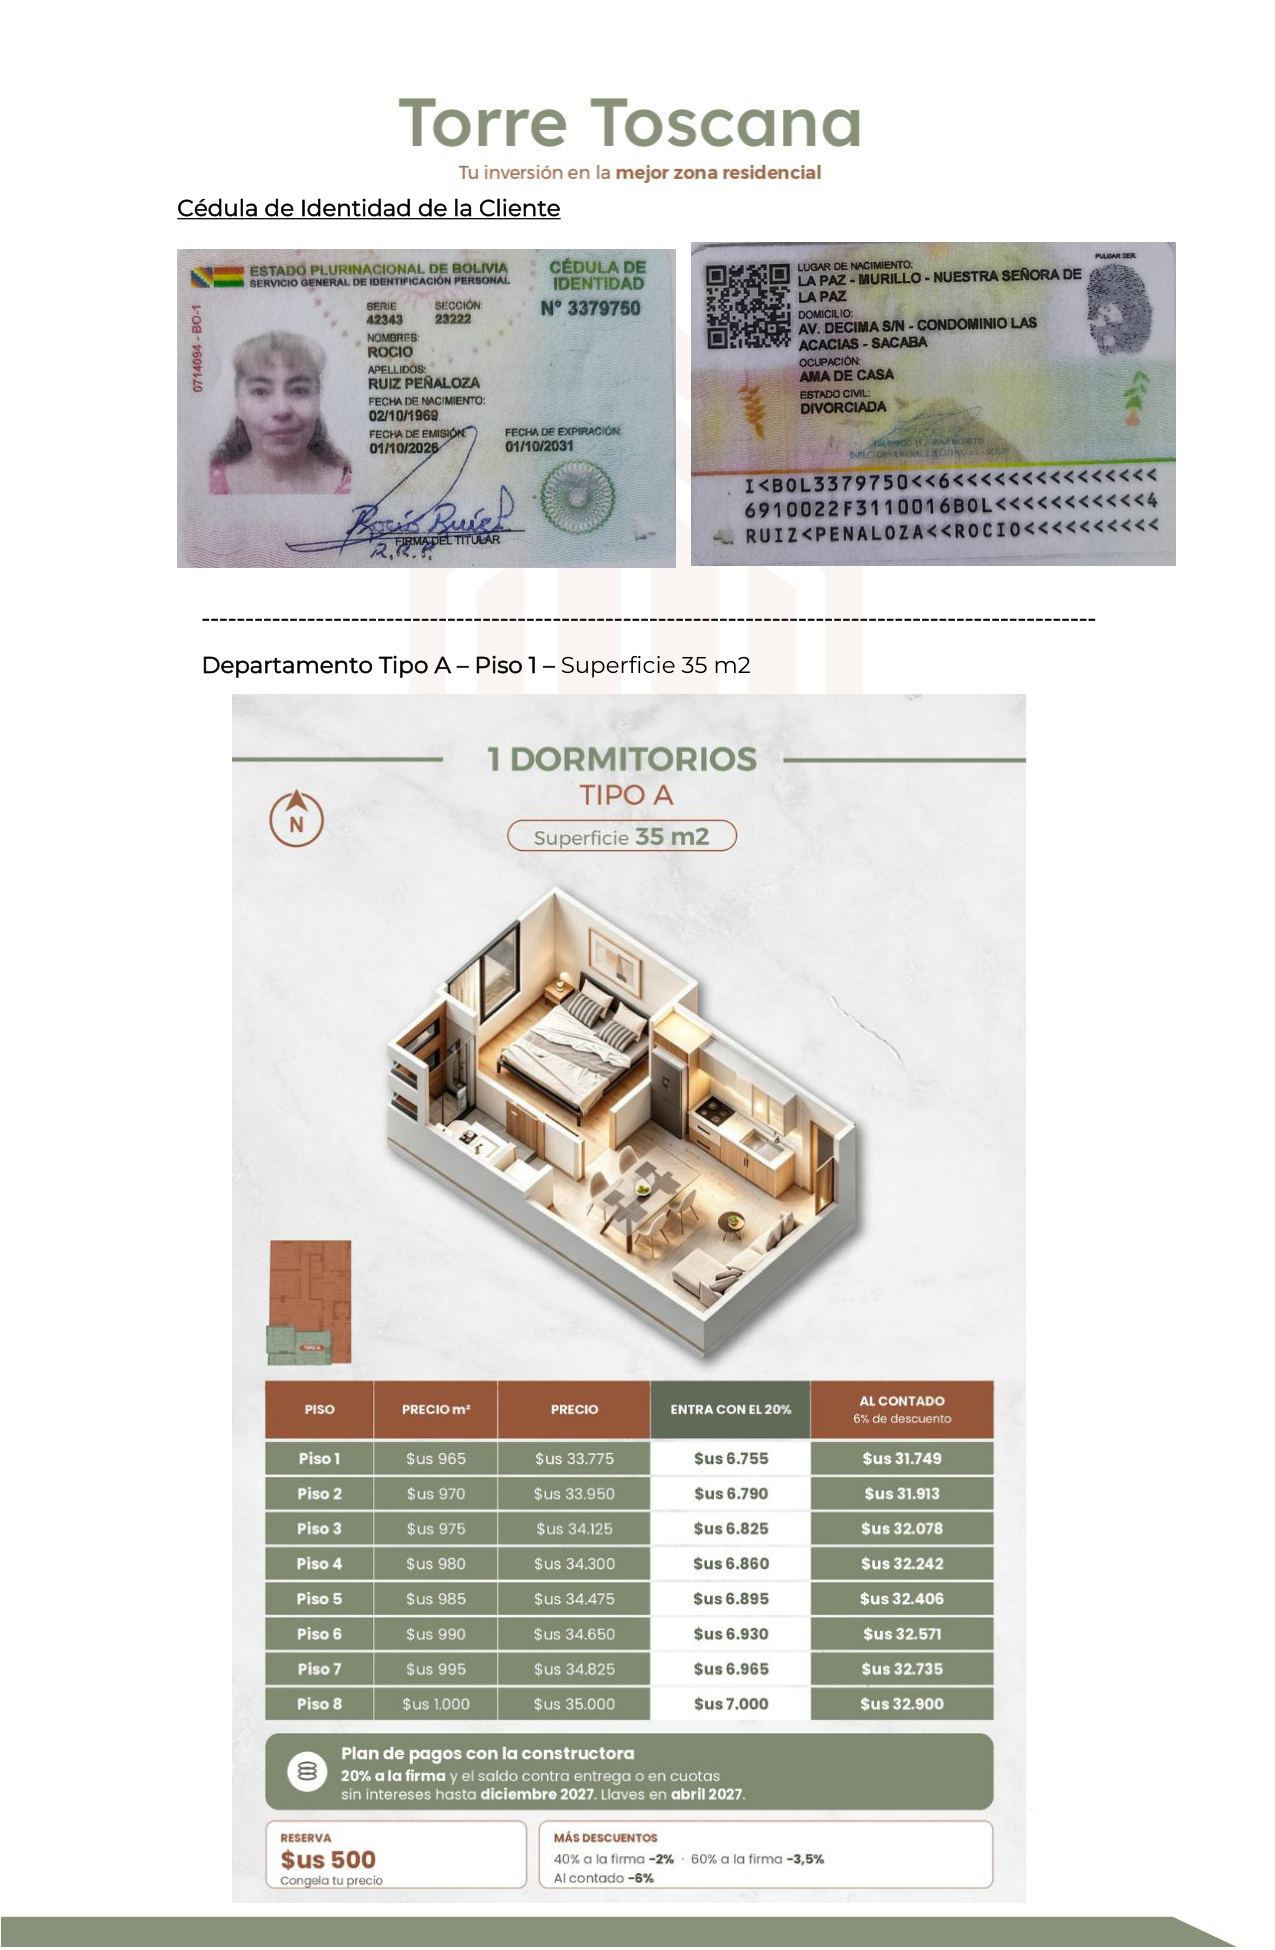 Torre Toscana
Tu inversión en la mejor zona residencial
Cédula de Identidad de la Cliente
ESTADO PLURINACIONAL DE BOLIVIA
SERVICIO GENERAL DE IDENTIFICACIÓN PERSONAL
CÉDULA DE
IDENTIDAD
Nº 3379750
0714094 - BO-1
SERIE SECCIÓN:
42343 23222
NOMBRES:
ROCIO
APELLIDOS:
RUIZ PEÑALOZA
FECHA DE NACIMIENTO:
02/10/1969
FECHA DE EMISIÓN: FECHA DE EXPIRACIÓN:
01/10/2026 01/10/2031
Rocío Ruiz
FIRMA DEL TITULAR
R.R.P.
PULGAR DER.
LUGAR DE NACIMIENTO:
LA PAZ - MURILLO - NUESTRA SEÑORA DE
LA PAZ
DOMICILIO:
AV. DECIMA S/N - CONDOMINIO LAS
ACACIAS - SACABA
OCUPACIÓN:
AMA DE CASA
ESTADO CIVIL:
DIVORCIADA
I<BOL3379750<<6<<<<<<<<<<<<<<<
6910022F3110016BOL<<<<<<<<<<<4
RUIZ<PENALOZA<<ROCIO<<<<<<<<<<
Departamento Tipo A – Piso 1 – Superficie 35 m2
1 DORMITORIOS
TIPO A
N
Superficie 35 m2
TIPO A
PISO PRECIO m² PRECIO ENTRA CON EL 20% AL CONTADO
6% de descuento
Piso 1 $us 965 $us 33.775 $us 6.755 $us 31.749
Piso 2 $us 970 $us 33.950 $us 6.790 $us 31.913
Piso 3 $us 975 $us 34.125 $us 6.825 $us 32.078
Piso 4 $us 980 $us 34.300 $us 6.860 $us 32.242
Piso 5 $us 985 $us 34.475 $us 6.895 $us 32.406
Piso 6 $us 990 $us 34.650 $us 6.930 $us 32.571
Piso 7 $us 995 $us 34.825 $us 6.965 $us 32.735
Piso 8 $us 1.000 $us 35.000 $us 7.000 $us 32.900
Plan de pagos con la constructora
20% a la firma y el saldo contra entrega o en cuotas
sin intereses hasta diciembre 2027. Llaves en abril 2027.
RESERVA
$us 500
Congela tu precio
MÁS DESCUENTOS
40% a la firma -2% · 60% a la firma -3,5%
Al contado -6%